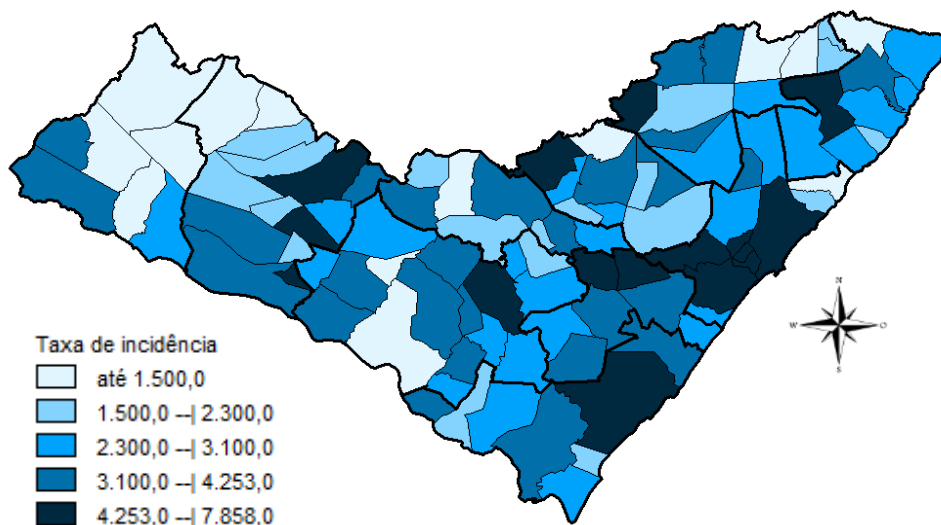 Taxa de incidência
até 1.500,0
1.500,0 --| 2.300,0
2.300,0 --| 3.100,0
3.100,0 --| 4.253,0
4.253,0 --| 7.858,0
N
W
O
S